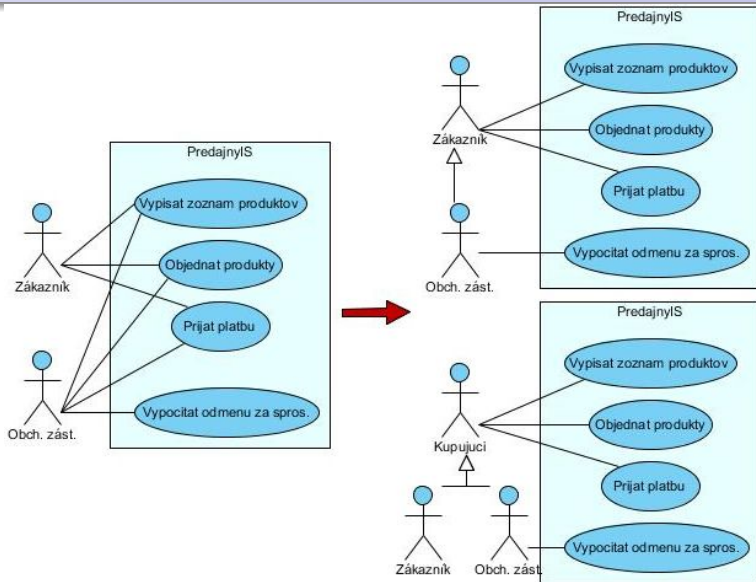 PredajnyIS
Vypisat zoznam produktov
Objednat produkty
Prijat platbu
Vypocitat odmenu za spros.
Zákazník
Obch. zást.
PredajnyIS
Vypisat zoznam produktov
Objednat produkty
Prijat platbu
Vypocitat odmenu za spros.
Zákazník
Obch. zást.
PredajnyIS
Vypisat zoznam produktov
Objednat produkty
Prijat platbu
Vypocitat odmenu za spros.
Kupujuci
Zákazník
Obch. zást.